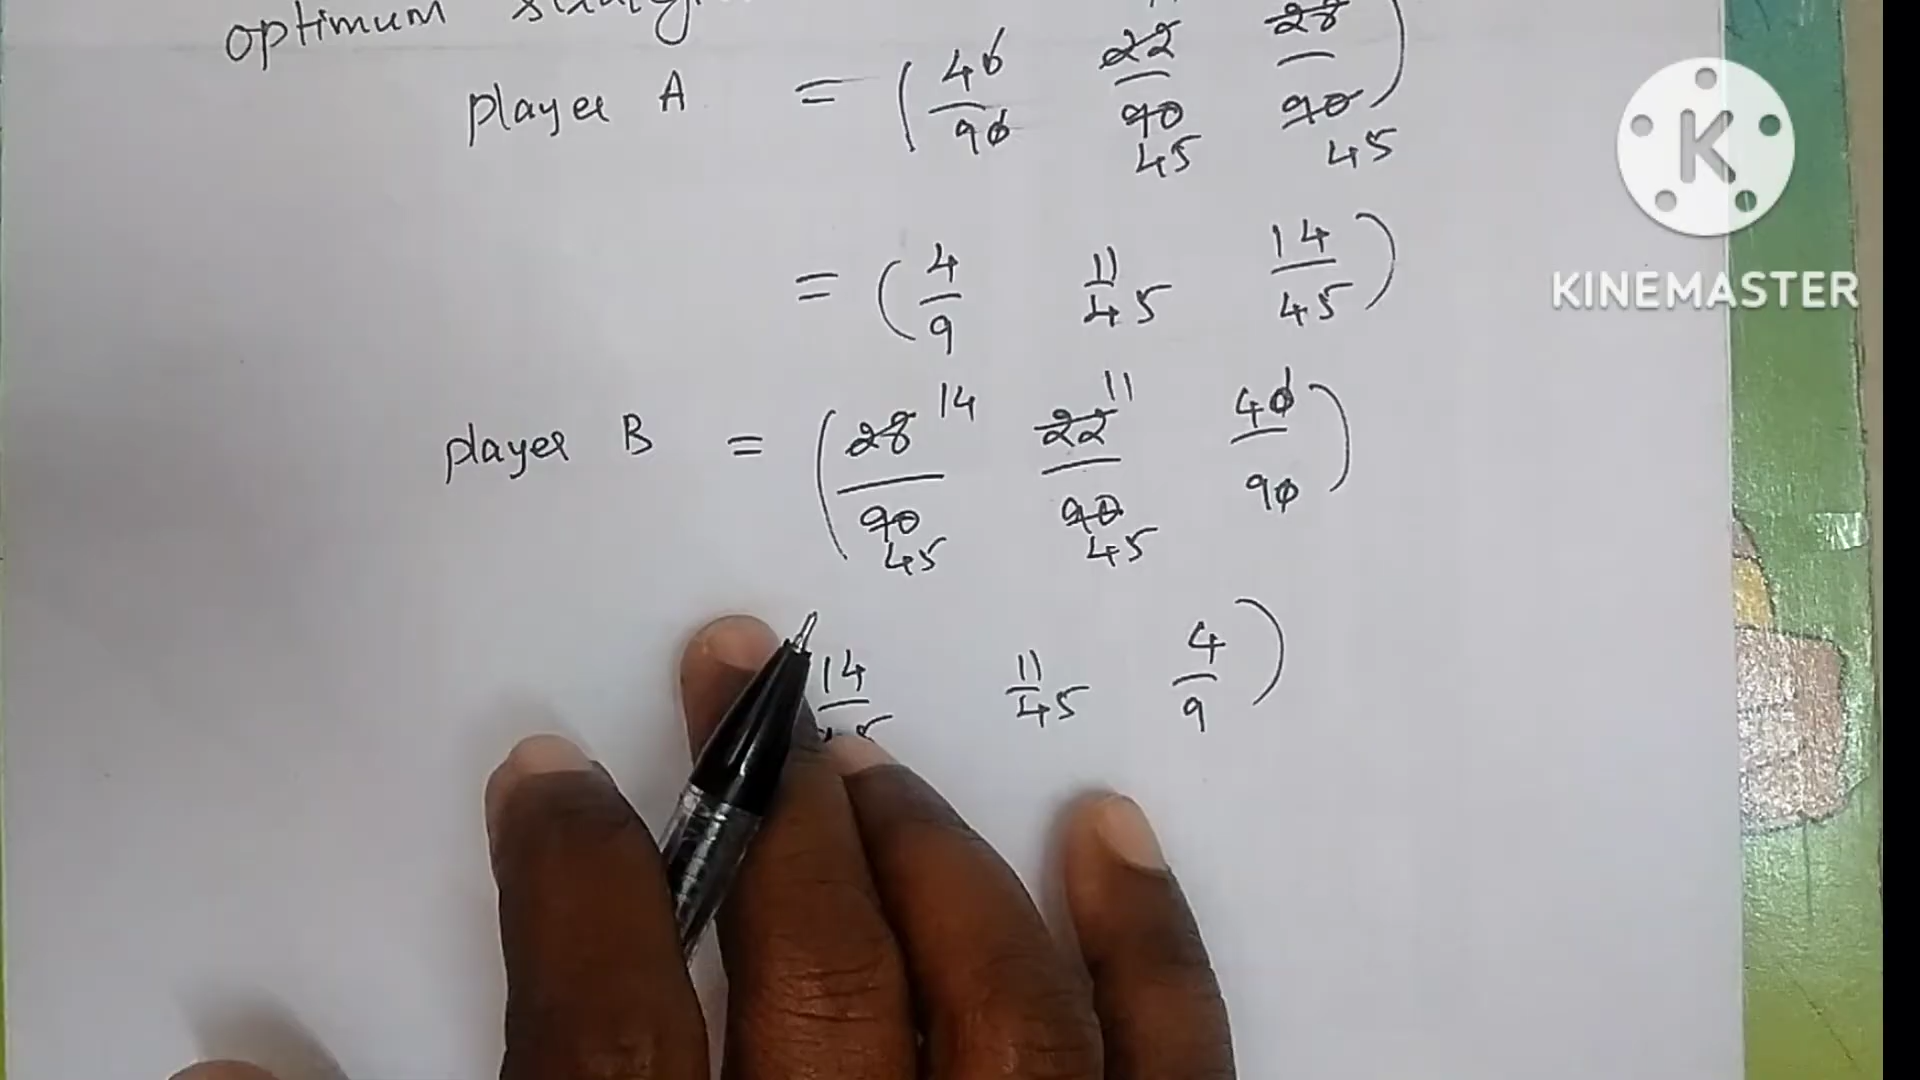 optimum
player A = (40/90 22/90 28/90)
11
45 45
= (4/9 11/45 14/45)
player B = (28/90 22/90 40/90)
14 11
45 45
14 11/45 4/9)
K
KINEMASTER